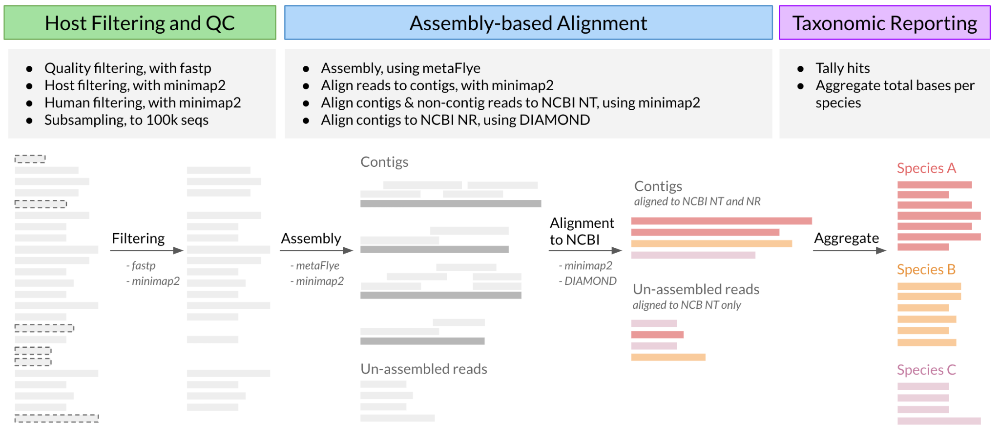 Host Filtering and QC
Assembly-based Alignment
Taxonomic Reporting
● Quality filtering, with fastp
● Host filtering, with minimap2
● Human filtering, with minimap2
● Subsampling, to 100k seqs
● Assembly, using metaFlye
● Align reads to contigs, with minimap2
● Align contigs & non-contig reads to NCBI NT, using minimap2
● Align contigs to NCBI NR, using DIAMOND
● Tally hits
● Aggregate total bases per
species
Filtering
- fastp
- minimap2
Assembly
- metaFlye
- minimap2
Contigs
Un-assembled reads
Alignment
to NCBI
- minimap2
- DIAMOND
Contigs
aligned to NCBI NT and NR
Un-assembled reads
aligned to NCB NT only
Aggregate
Species A
Species B
Species C